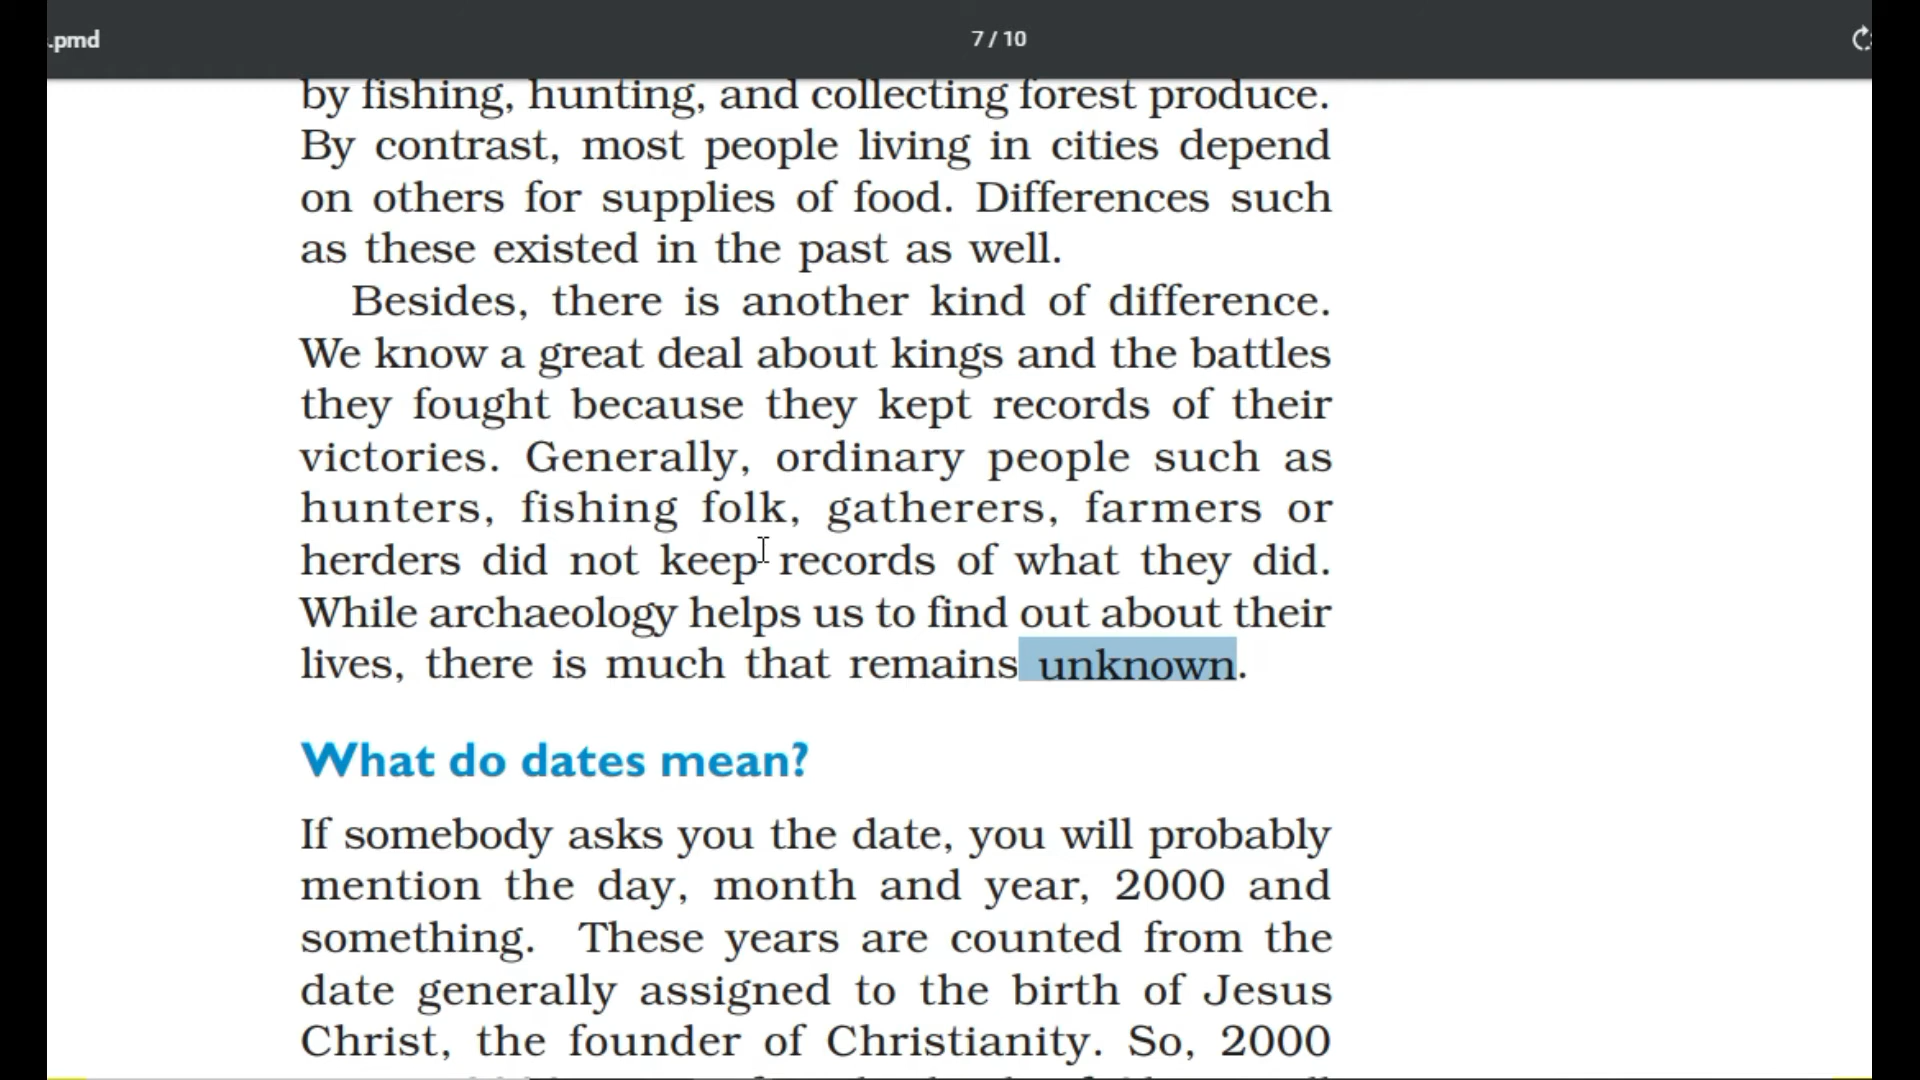 .pmd
7 / 10
by fishing, hunting, and collecting forest produce.
By contrast, most people living in cities depend
on others for supplies of food. Differences such
as these existed in the past as well.
Besides, there is another kind of difference.
We know a great deal about kings and the battles
they fought because they kept records of their
victories. Generally, ordinary people such as
hunters, fishing folk, gatherers, farmers or
herders did not keep records of what they did.
While archaeology helps us to find out about their
lives, there is much that remains unknown.
What do dates mean?
If somebody asks you the date, you will probably
mention the day, month and year, 2000 and
something. These years are counted from the
date generally assigned to the birth of Jesus
Christ, the founder of Christianity. So, 2000